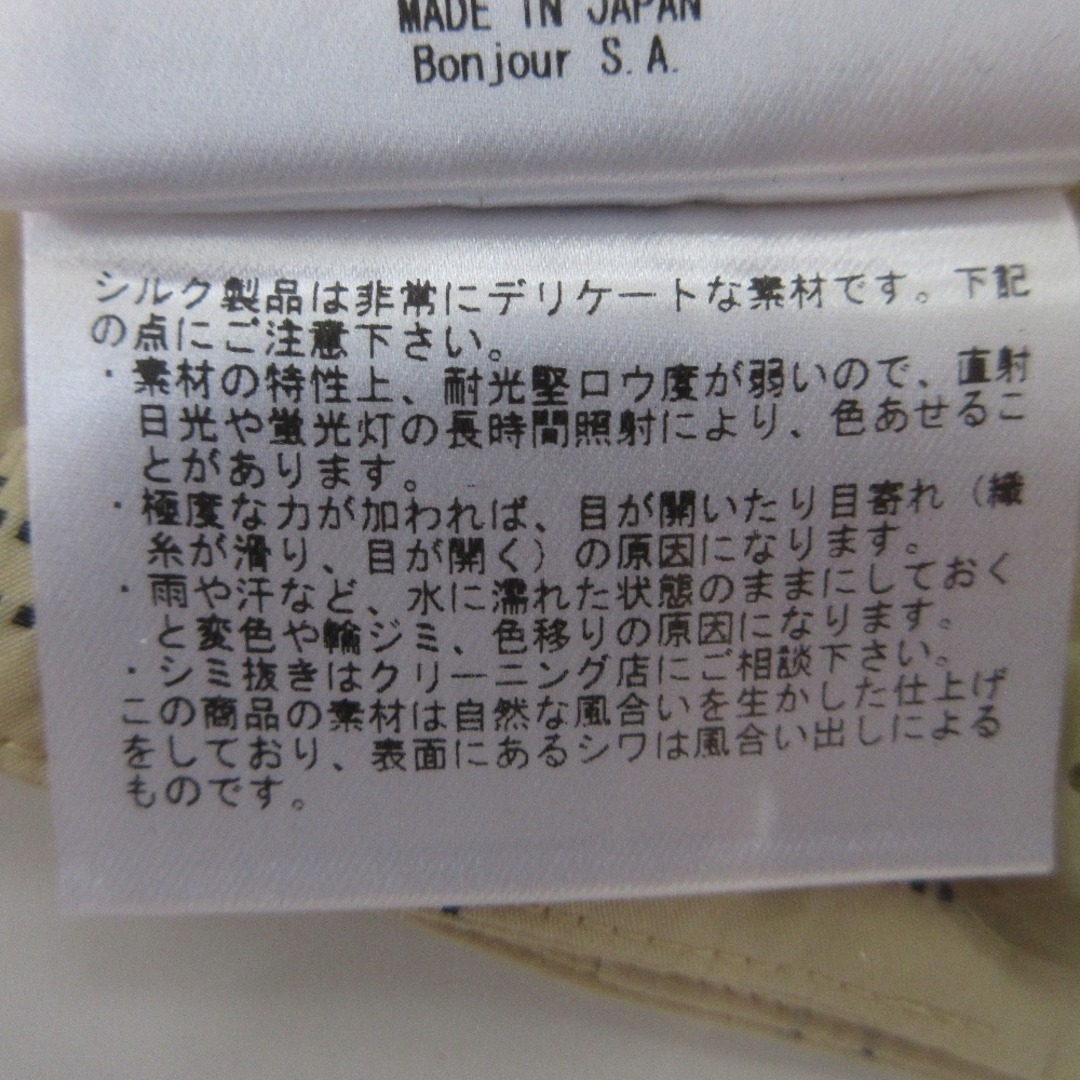 MADE IN JAPAN
Bonjour S.A.
シルク製品は非常にデリケートな素材です。下記
の点にご注意下さい。
・素材の特性上、耐光堅ロウ度が弱いので、直射
日光や蛍光灯の長時間照射により、色あせるこ
とがあります。
・極度な力が加われば、目が開いたり目寄れ（繊
糸が滑り、目が開く）の原因になります。
・雨や汗など、水に濡れた状態のままにしておく
と変色や輪ジミ、色移りの原因になります。
・シミ抜きはクリーニング店にご相談下さい。
この商品の素材は自然な風合いを生かした仕上げ
をしており、表面にあるシワは風合い出しによる
ものです。